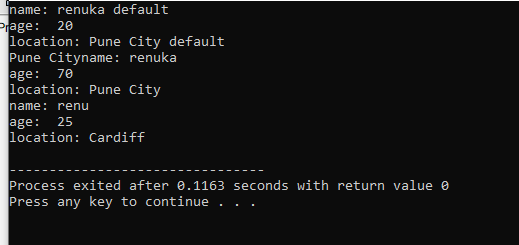 name: renuka default
age:  20
location: Pune City default
Pune Cityname: renuka
age:  70
location: Pune City
name: renu
age:  25
location: Cardiff
--------------------------------
Process exited after 0.1163 seconds with return value 0
Press any key to continue . . .